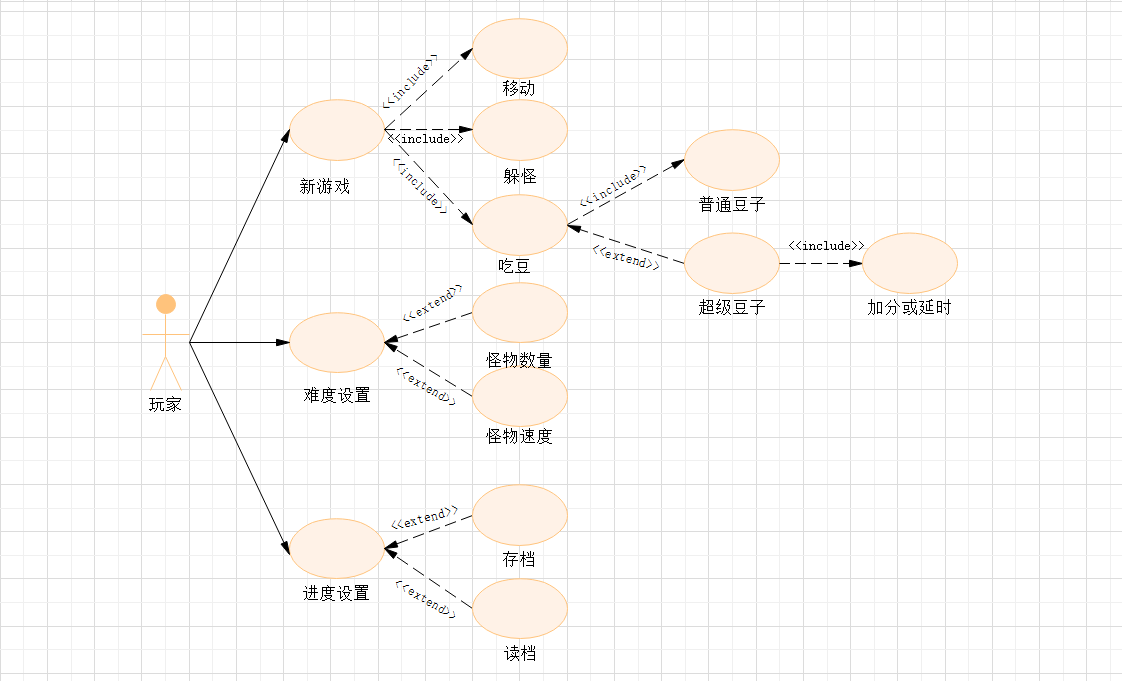 <<include>>
移动
<<include>>
躲怪
新游戏
<<include>>
<<include>>
普通豆子
吃豆
<<extend>>
<<include>>
超级豆子
加分或延时
<<extend>>
怪物数量
难度设置
<<extend>>
怪物速度
玩家
<<extend>>
存档
进度设置
<<extend>>
读档